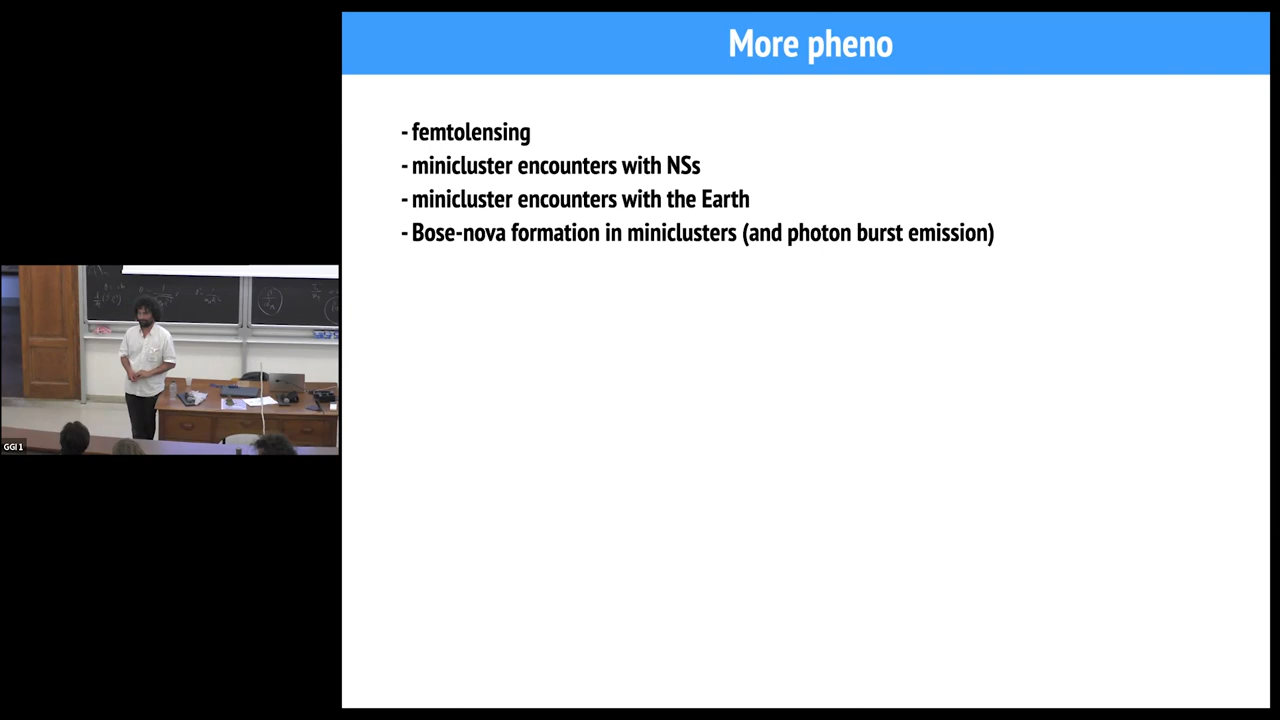 More pheno
- femtolensing
- minicluster encounters with NSs
- minicluster encounters with the Earth
- Bose-nova formation in miniclusters (and photon burst emission)
GGI 1